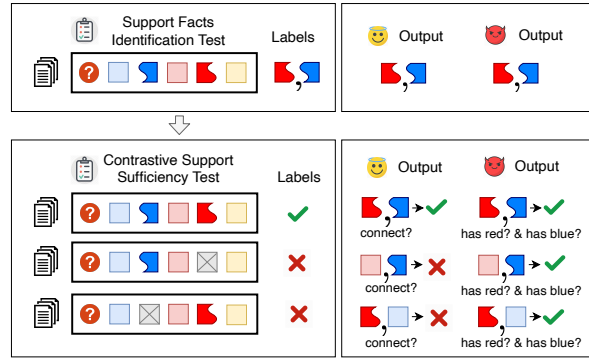 Support Facts
Identification Test
Labels
Output
Output
?
,
,
,
Contrastive Support
Sufficiency Test
Labels
Output
Output
?
,
,
connect?
has red? & has blue?
?
,
,
connect?
has red? & has blue?
?
,
,
connect?
has red? & has blue?